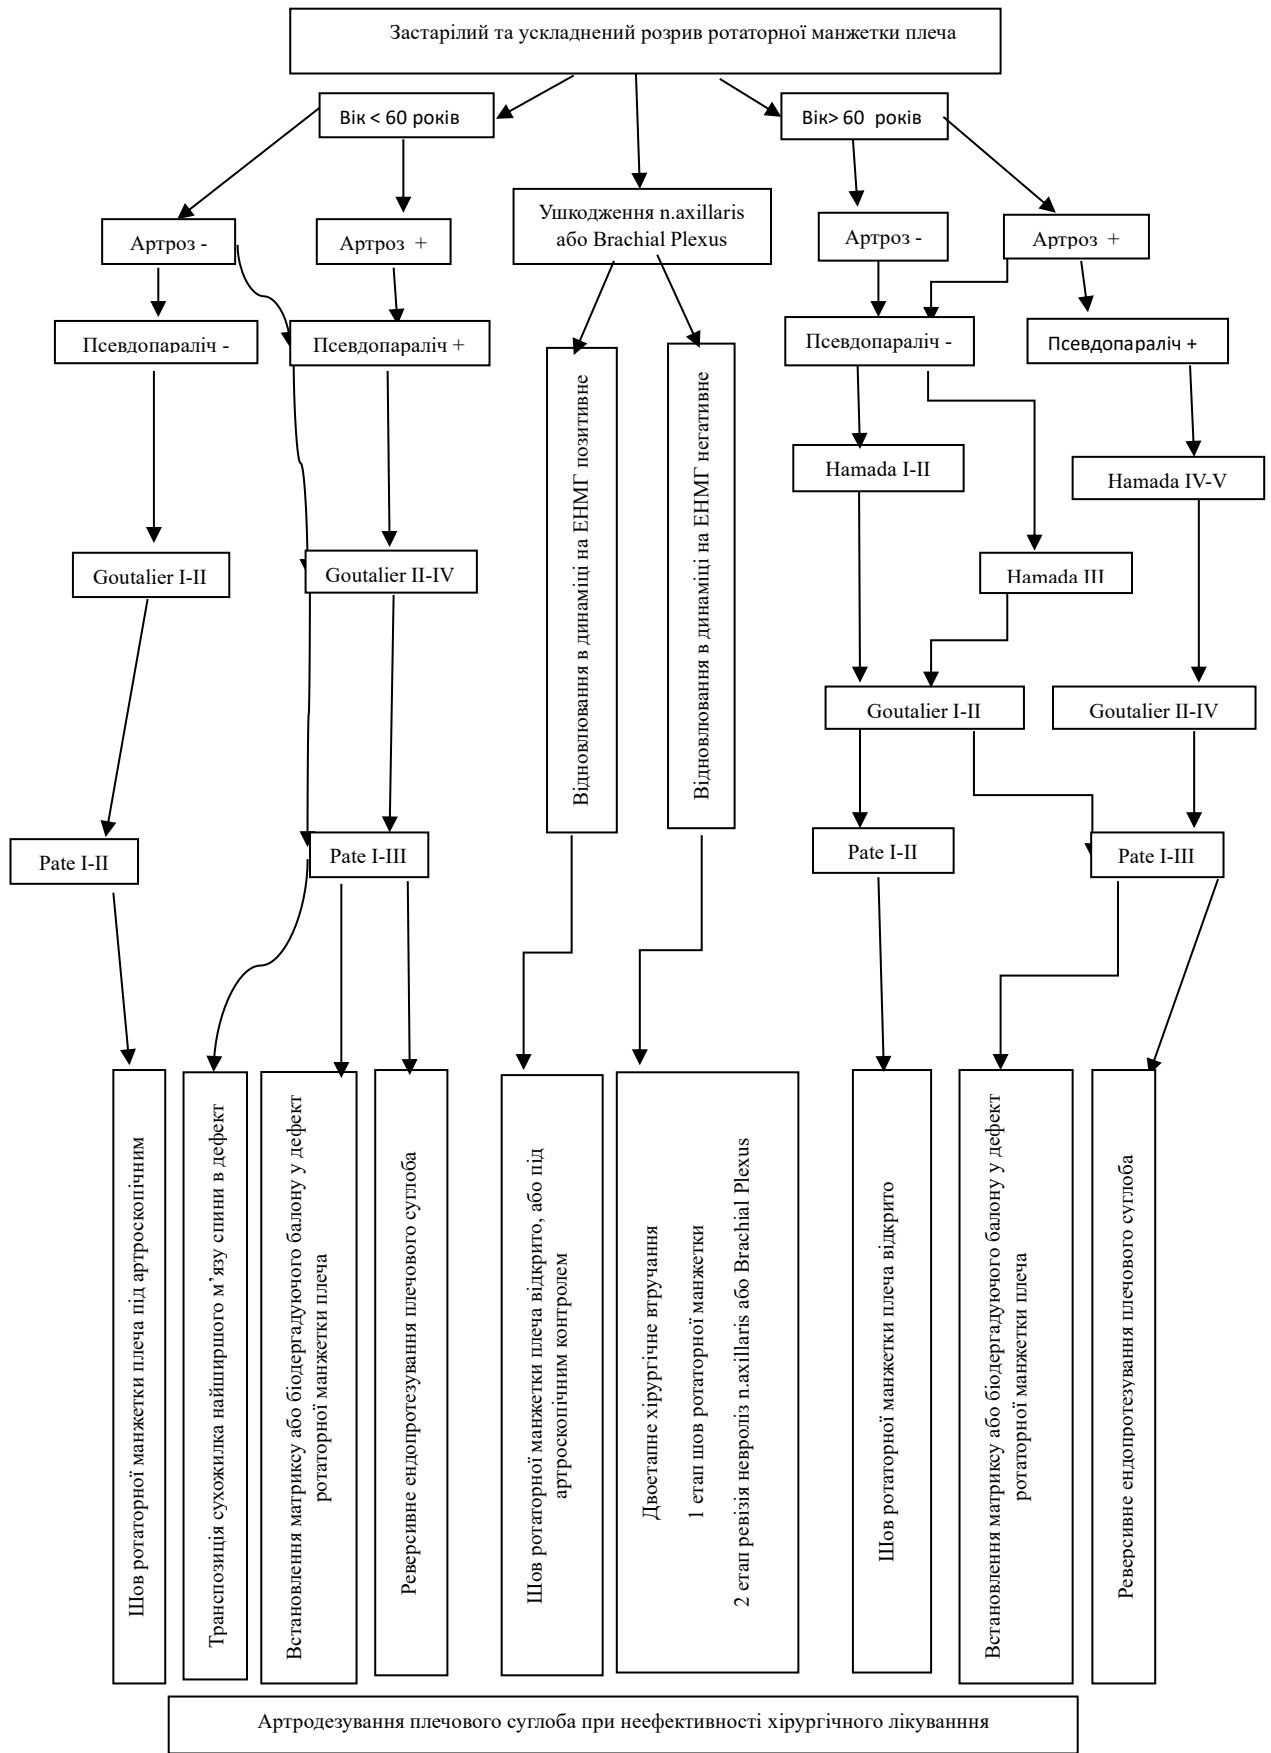 Застарілий та ускладнений розрив ротаторної манжетки плеча
Вік < 60 років
Вік> 60 років
Ушкодження n.axillaris
або Brachial Plexus
Артроз -
Артроз +
Артроз -
Артроз +
Псевдопараліч -
Псевдопараліч +
Псевдопараліч -
Псевдопараліч +
Відновлювання в динаміці на ЕНМГ позитивне
Відновлювання в динаміці на ЕНМГ негативне
Hamada I-II
Hamada IV-V
Goutalier I-II
Goutalier II-IV
Hamada III
Goutalier I-II
Goutalier II-IV
Pate I-II
Pate I-III
Pate I-II
Pate I-III
Шов ротаторної манжетки плеча під артроскопічним
Транспозиція сухожилка найширшого м’язу спини в дефект
Встановлення матриксу або біодергадуючого балону у дефект
ротаторної манжетки плеча
Реверсивне ендопротезування плечового суглоба
Шов ротаторної манжетки плеча відкрито, або під
артроскопічним контролем
Двоетапне хірургічне втручання
1 етап шов ротаторної манжетки
2 етап ревізія невроліз n.axillaris або Brachial Plexus
Шов ротаторної манжетки плеча відкрито
Встановлення матриксу або біодергадуючого балону у дефект
ротаторної манжетки плеча
Реверсивне ендопротезування плечового суглоба
Артродезування плечового суглоба при неефективності хірургічного лікуванння